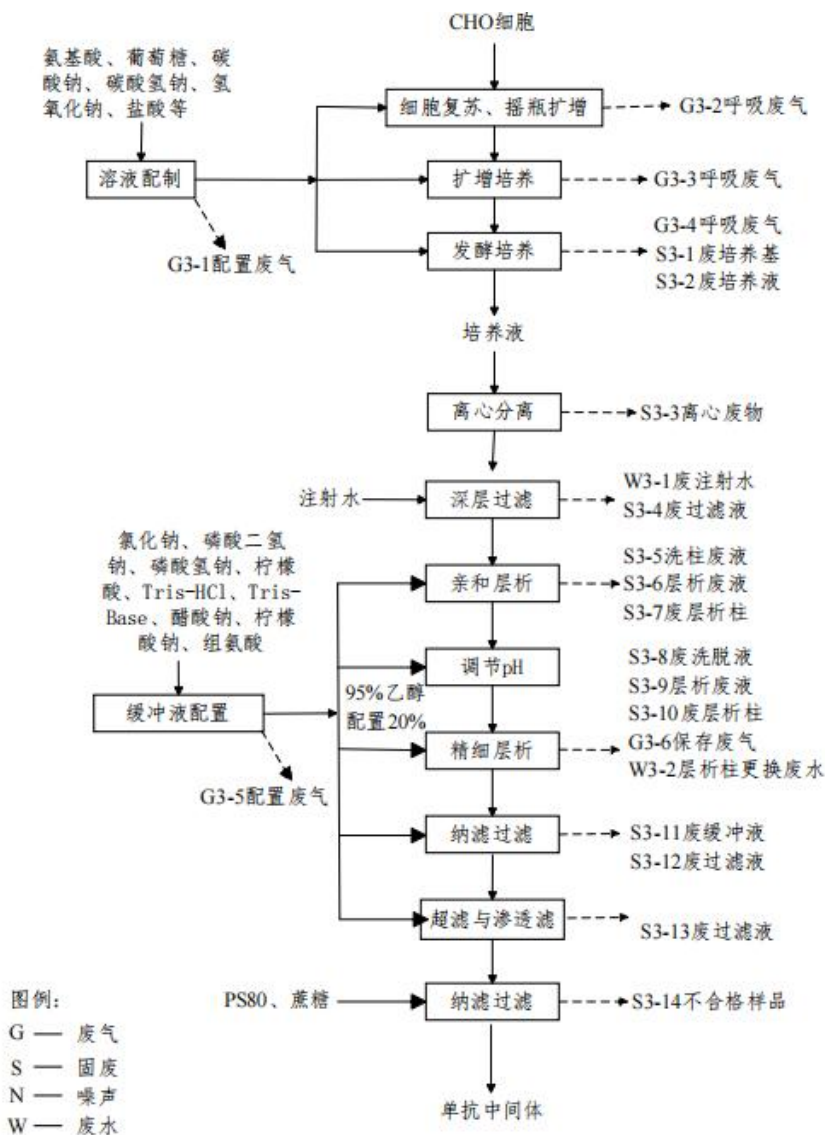 CHO细胞
氨基酸、葡萄糖、碳
酸钠、碳酸氢钠、氢
氧化钠、盐酸等
细胞复苏、摇瓶扩增
G3-2呼吸废气
溶液配制
扩增培养
G3-3呼吸废气
G3-1配置废气
发酵培养
G3-4呼吸废气
S3-1废培养基
S3-2废培养液
培养液
离心分离
S3-3离心废物
注射水
深层过滤
W3-1废注射水
S3-4废过滤液
氯化钠、磷酸二氢
钠、磷酸氢钠、柠檬
酸、Tris-HCl、Tris-
Base、醋酸钠、柠檬
酸钠、组氨酸
亲和层析
S3-5洗柱废液
S3-6层析废液
S3-7废层析柱
调节pH
缓冲液配置
95%乙醇
配置20%
G3-5配置废气
精细层析
S3-8废洗脱液
S3-9层析废液
S3-10废层析柱
G3-6保存废气
W3-2层析柱更换废水
纳滤过滤
S3-11废缓冲液
S3-12废过滤液
超滤与渗透滤
S3-13废过滤液
PS80、蔗糖
纳滤过滤
S3-14不合格样品
单抗中间体
图例:
G — 废气
S — 固废
N — 噪声
W — 废水